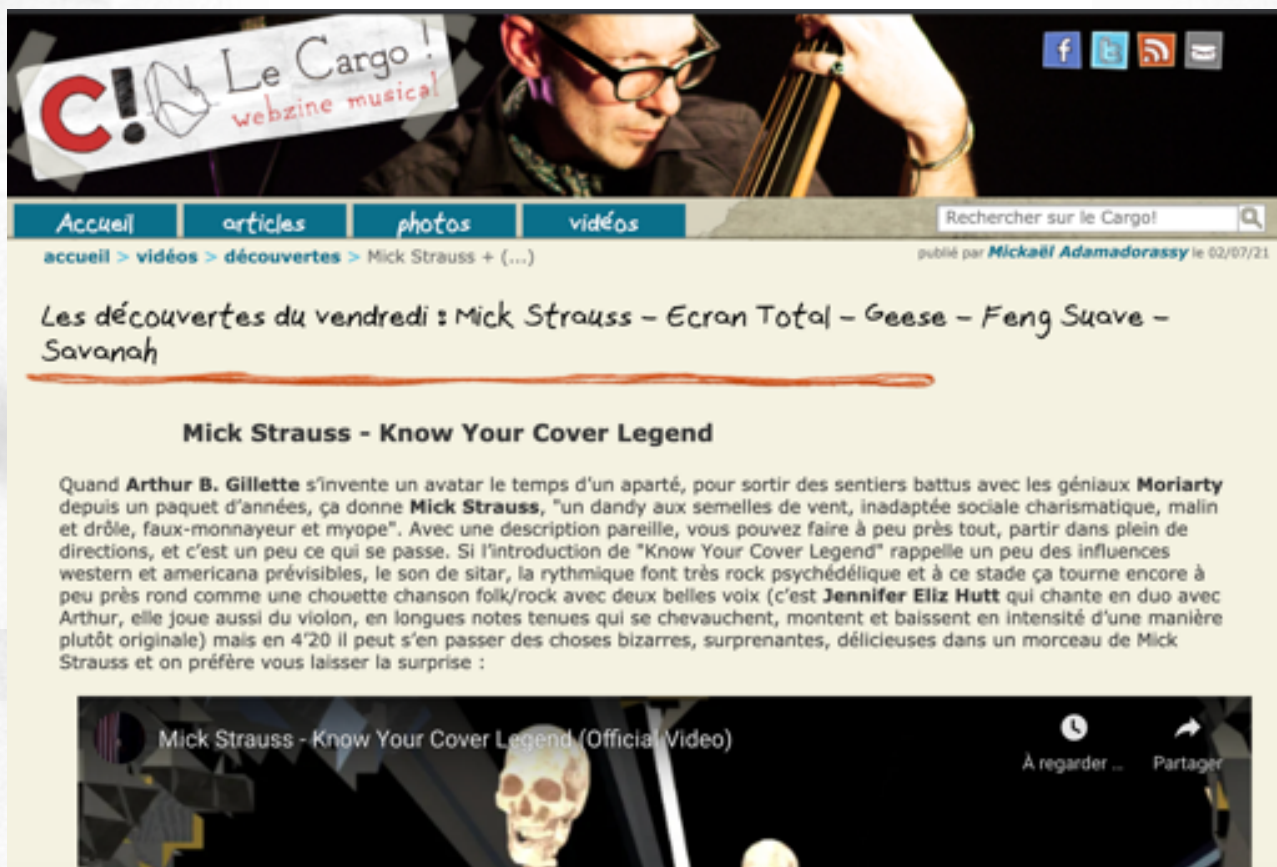 C!
Le Cargo !
webzine musical
Accueil articles photos vidéos Rechercher sur le Cargo!
accueil > vidéos > découvertes > Mick Strauss + (...) publié par Mickaël Adamadorassy le 02/07/21
Les découvertes du vendredi : Mick Strauss – Ecran Total – Geese – Feng Suave –
Savanah
Mick Strauss - Know Your Cover Legend
Quand Arthur B. Gillette s’invente un avatar le temps d’un aparté, pour sortir des sentiers battus avec les géniaux Moriarty
depuis un paquet d’années, ça donne Mick Strauss, "un dandy aux semelles de vent, inadaptée sociale charismatique, malin
et drôle, faux-monnayeur et myope". Avec une description pareille, vous pouvez faire à peu près tout, partir dans plein de
directions, et c’est un peu ce qui se passe. Si l’introduction de "Know Your Cover Legend" rappelle un peu des influences
western et americana prévisibles, le son de sitar, la rythmique font très rock psychédélique et à ce stade ça tourne encore à
peu près rond comme une chouette chanson folk/rock avec deux belles voix (c’est Jennifer Eliz Hutt qui chante en duo avec
Arthur, elle joue aussi du violon, en longues notes tenues qui se chevauchent, montent et baissent en intensité d’une manière
plutôt originale) mais en 4’20 il peut s’en passer des choses bizarres, surprenantes, délicieuses dans un morceau de Mick
Strauss et on préfère vous laisser la surprise :
Mick Strauss - Know Your Cover Legend (Official Video)
À regarder ... Partager